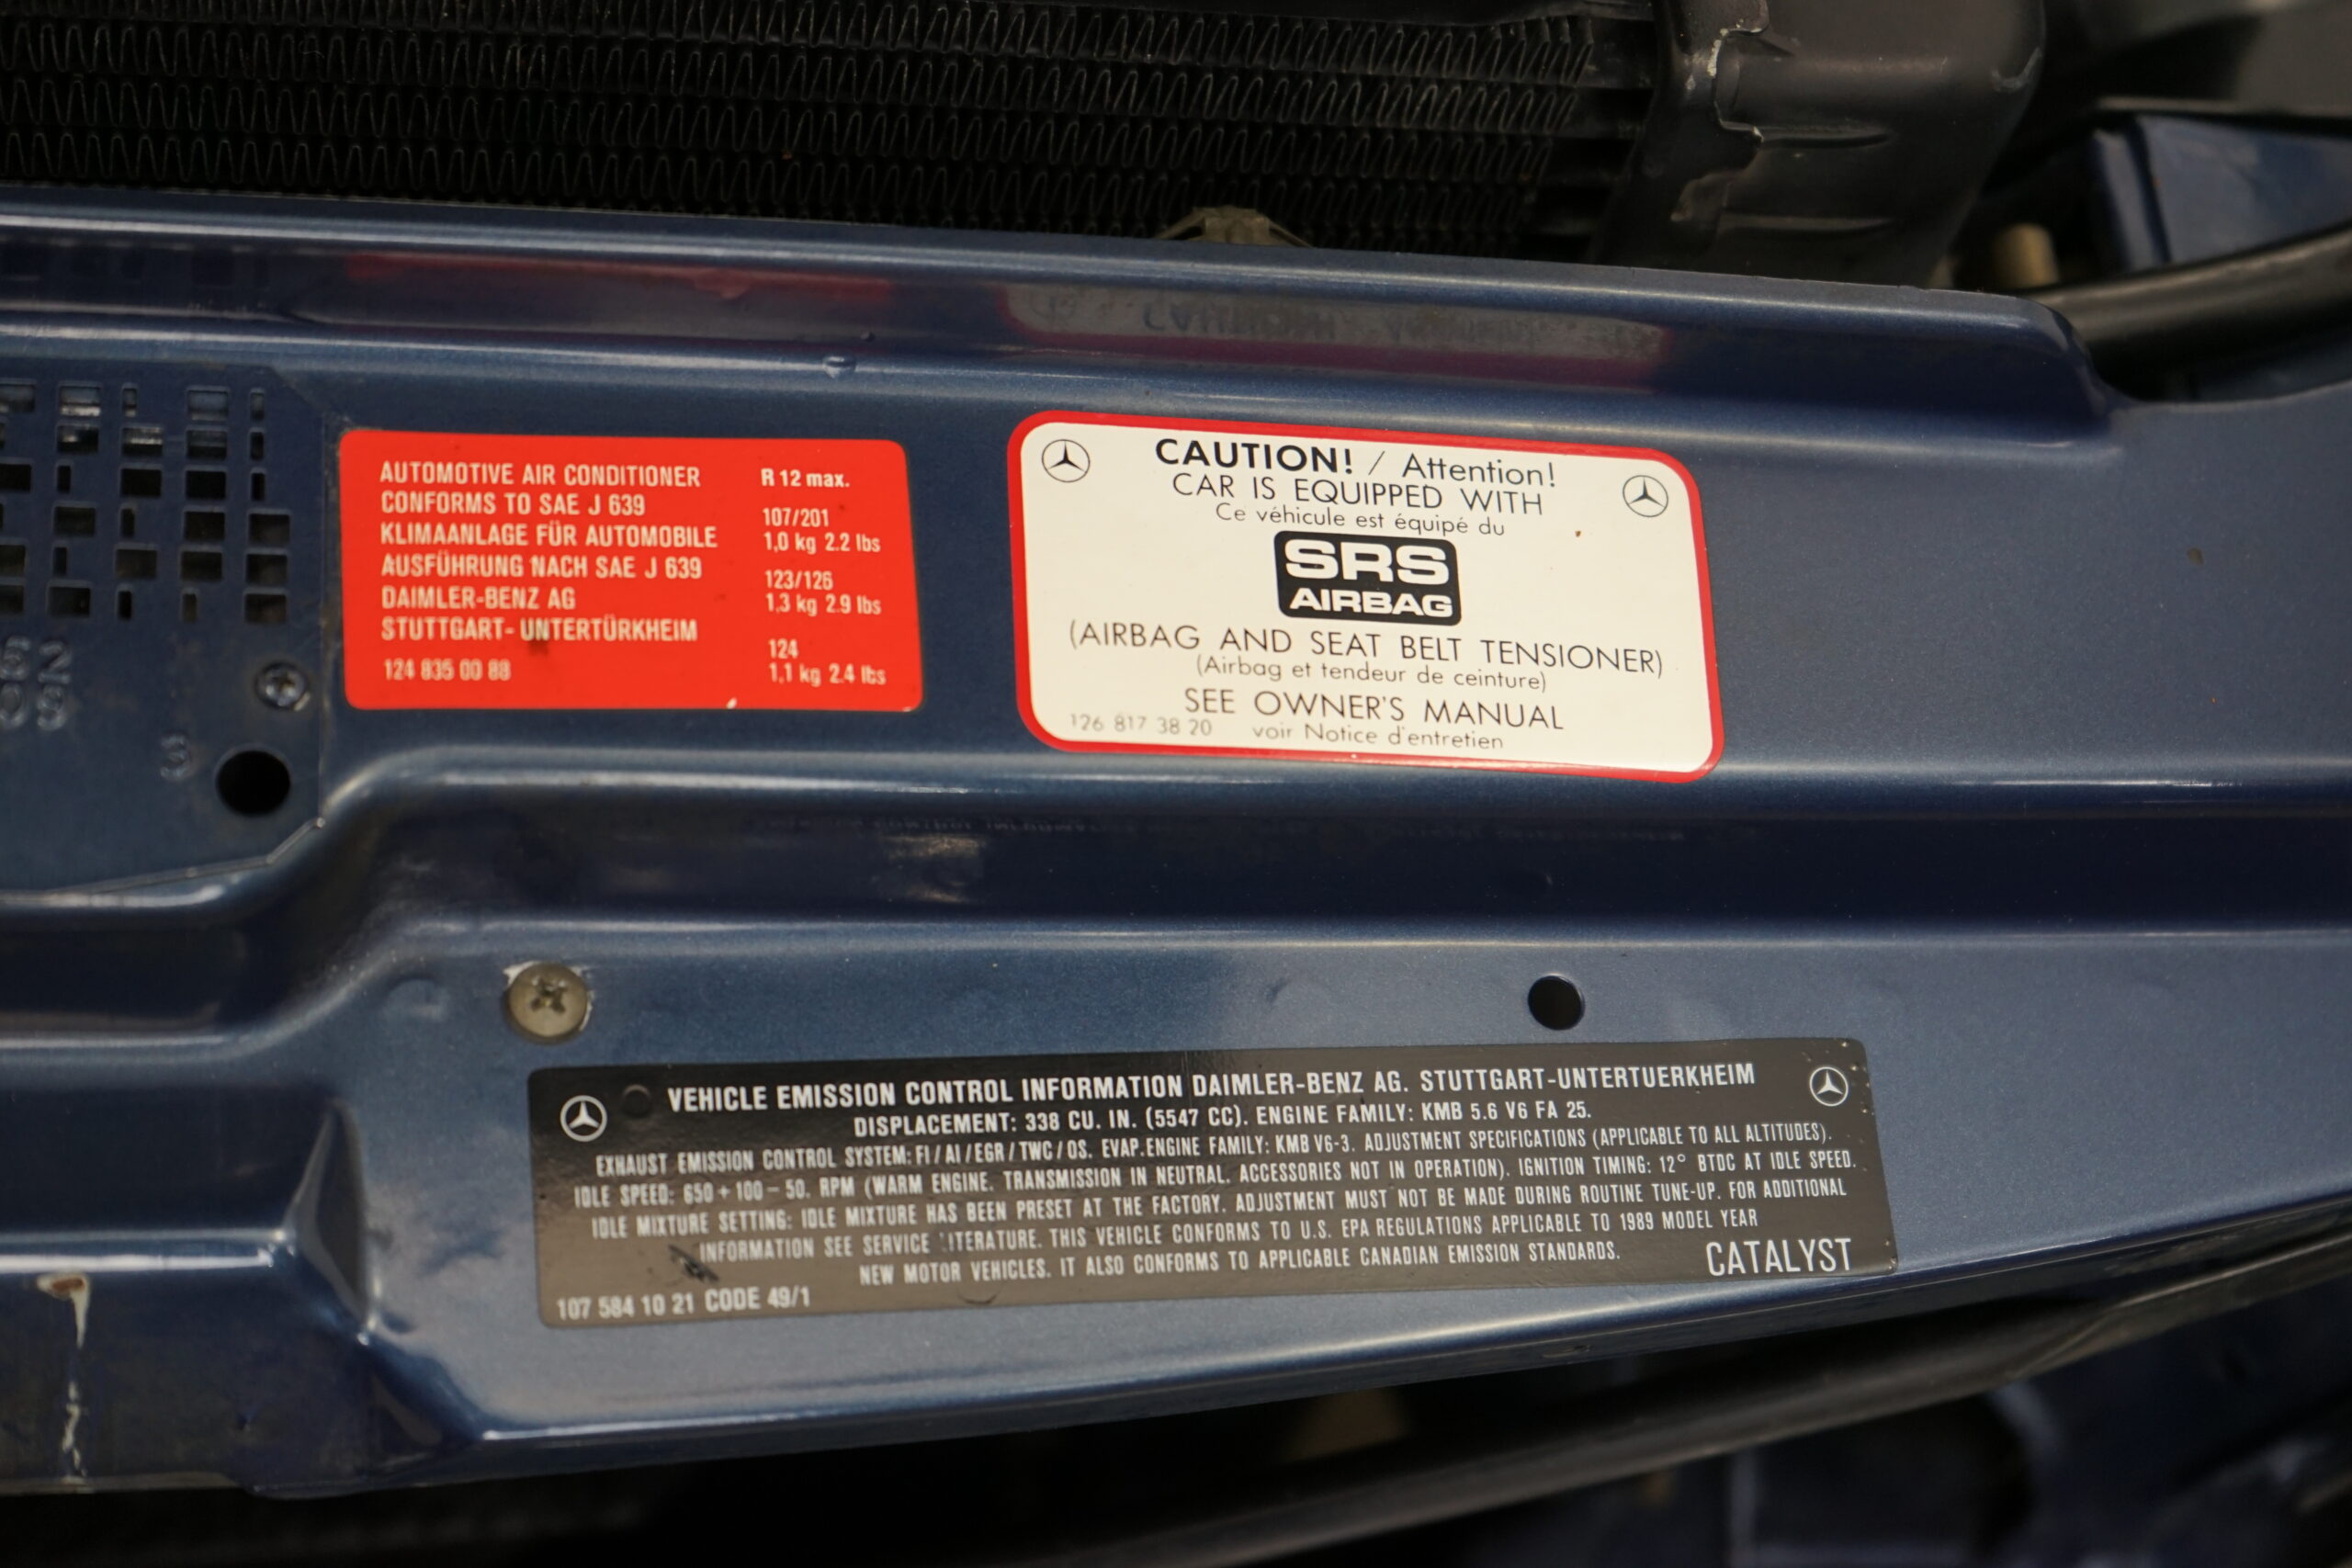 AUTOMOTIVE AIR CONDITIONER
CONFORMS TO SAE J 639
KLIMAANLAGE FÜR AUTOMOBILE
AUSFÜHRUNG NACH SAE J 639
DAIMLER-BENZ AG
STUTTGART-UNTERTÜRKHEIM
124 835 00 88
R 12 max.
107/201
1,0 kg 2.2 lbs
123/126
1,3 kg 2.9 lbs
124
1,1 kg 2.4 lbs
CAUTION! / Attention!
CAR IS EQUIPPED WITH
Ce véhicule est équipé du
SRS
AIRBAG
(AIRBAG AND SEAT BELT TENSIONER)
(Airbag et tendeur de ceinture)
SEE OWNER'S MANUAL
126 817 38 20 voir Notice d'entretien
3
VEHICLE EMISSION CONTROL INFORMATION DAIMLER-BENZ AG. STUTTGART-UNTERTUERKHEIM
DISPLACEMENT: 338 CU. IN. (5547 CC). ENGINE FAMILY: KMB 5.6 V6 FA 25.
EXHAUST EMISSION CONTROL SYSTEM: FI/AI/EGR/TWC/OS. EVAP.ENGINE FAMILY: KMB V6-3. ADJUSTMENT SPECIFICATIONS (APPLICABLE TO ALL ALTITUDES).
IDLE SPEED: 650 + 100 - 50. RPM (WARM ENGINE. TRANSMISSION IN NEUTRAL. ACCESSORIES NOT IN OPERATION). IGNITION TIMING: 12° BTDC AT IDLE SPEED.
IDLE MIXTURE SETTING: IDLE MIXTURE HAS BEEN PRESET AT THE FACTORY. ADJUSTMENT MUST NOT BE MADE DURING ROUTINE TUNE-UP. FOR ADDITIONAL
INFORMATION SEE SERVICE LITERATURE. THIS VEHICLE CONFORMS TO U.S. EPA REGULATIONS APPLICABLE TO 1989 MODEL YEAR
NEW MOTOR VEHICLES. IT ALSO CONFORMS TO APPLICABLE CANADIAN EMISSION STANDARDS.
CATALYST
107 584 10 21 CODE 49/1